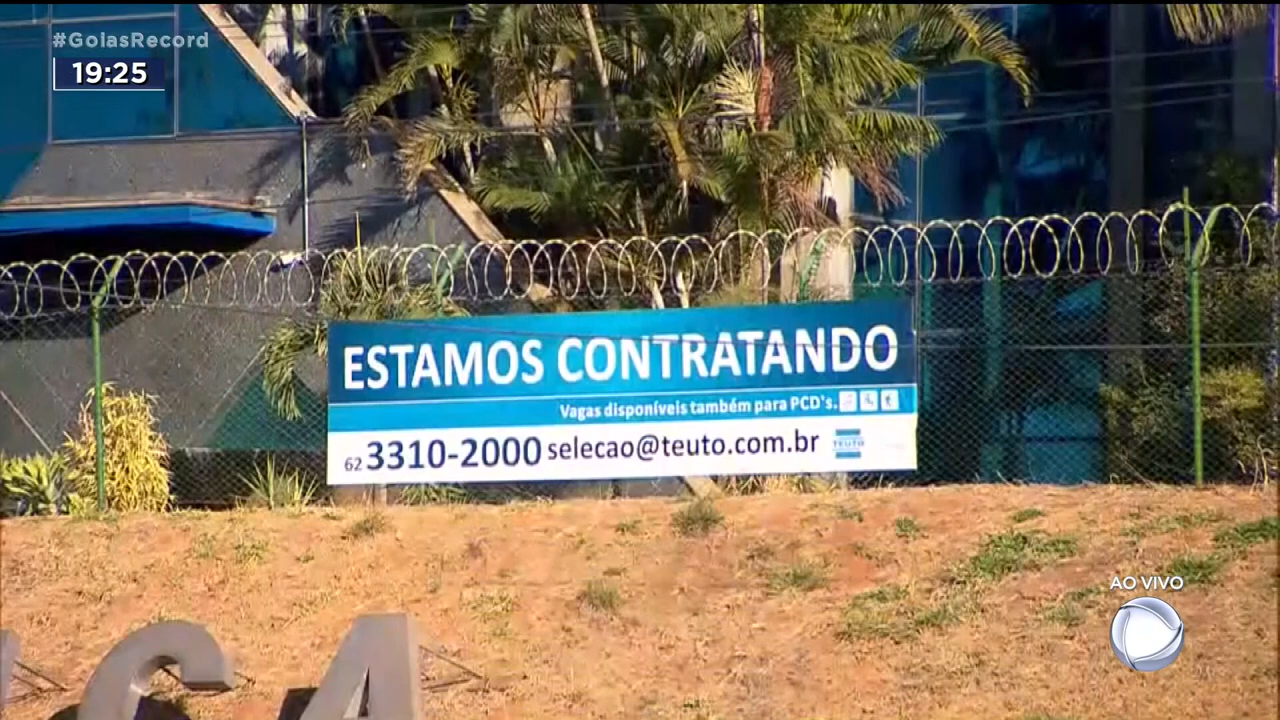 #GoiasRecord
19:25
ESTAMOS CONTRATANDO
Vagas disponíveis também para PCD's.
62 3310-2000 selecao@teuto.com.br
TEUTO
AO VIVO
CA